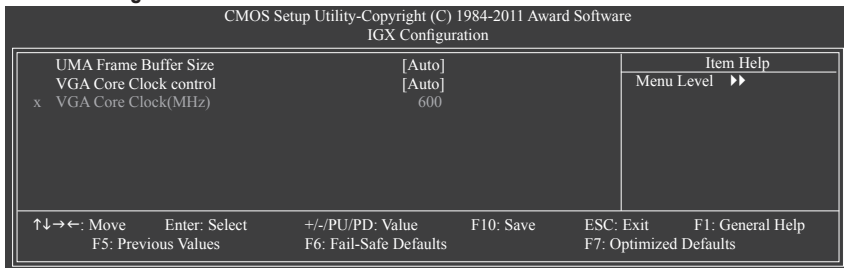 CMOS Setup Utility-Copyright (C) 1984-2011 Award Software
IGX Configuration
UMA Frame Buffer Size [Auto]
VGA Core Clock control [Auto]
x VGA Core Clock(MHz) 600
Item Help
Menu Level ▶▶
↑↓→←: Move Enter: Select +/-/PU/PD: Value F10: Save ESC: Exit F1: General Help
F5: Previous Values F6: Fail-Safe Defaults F7: Optimized Defaults